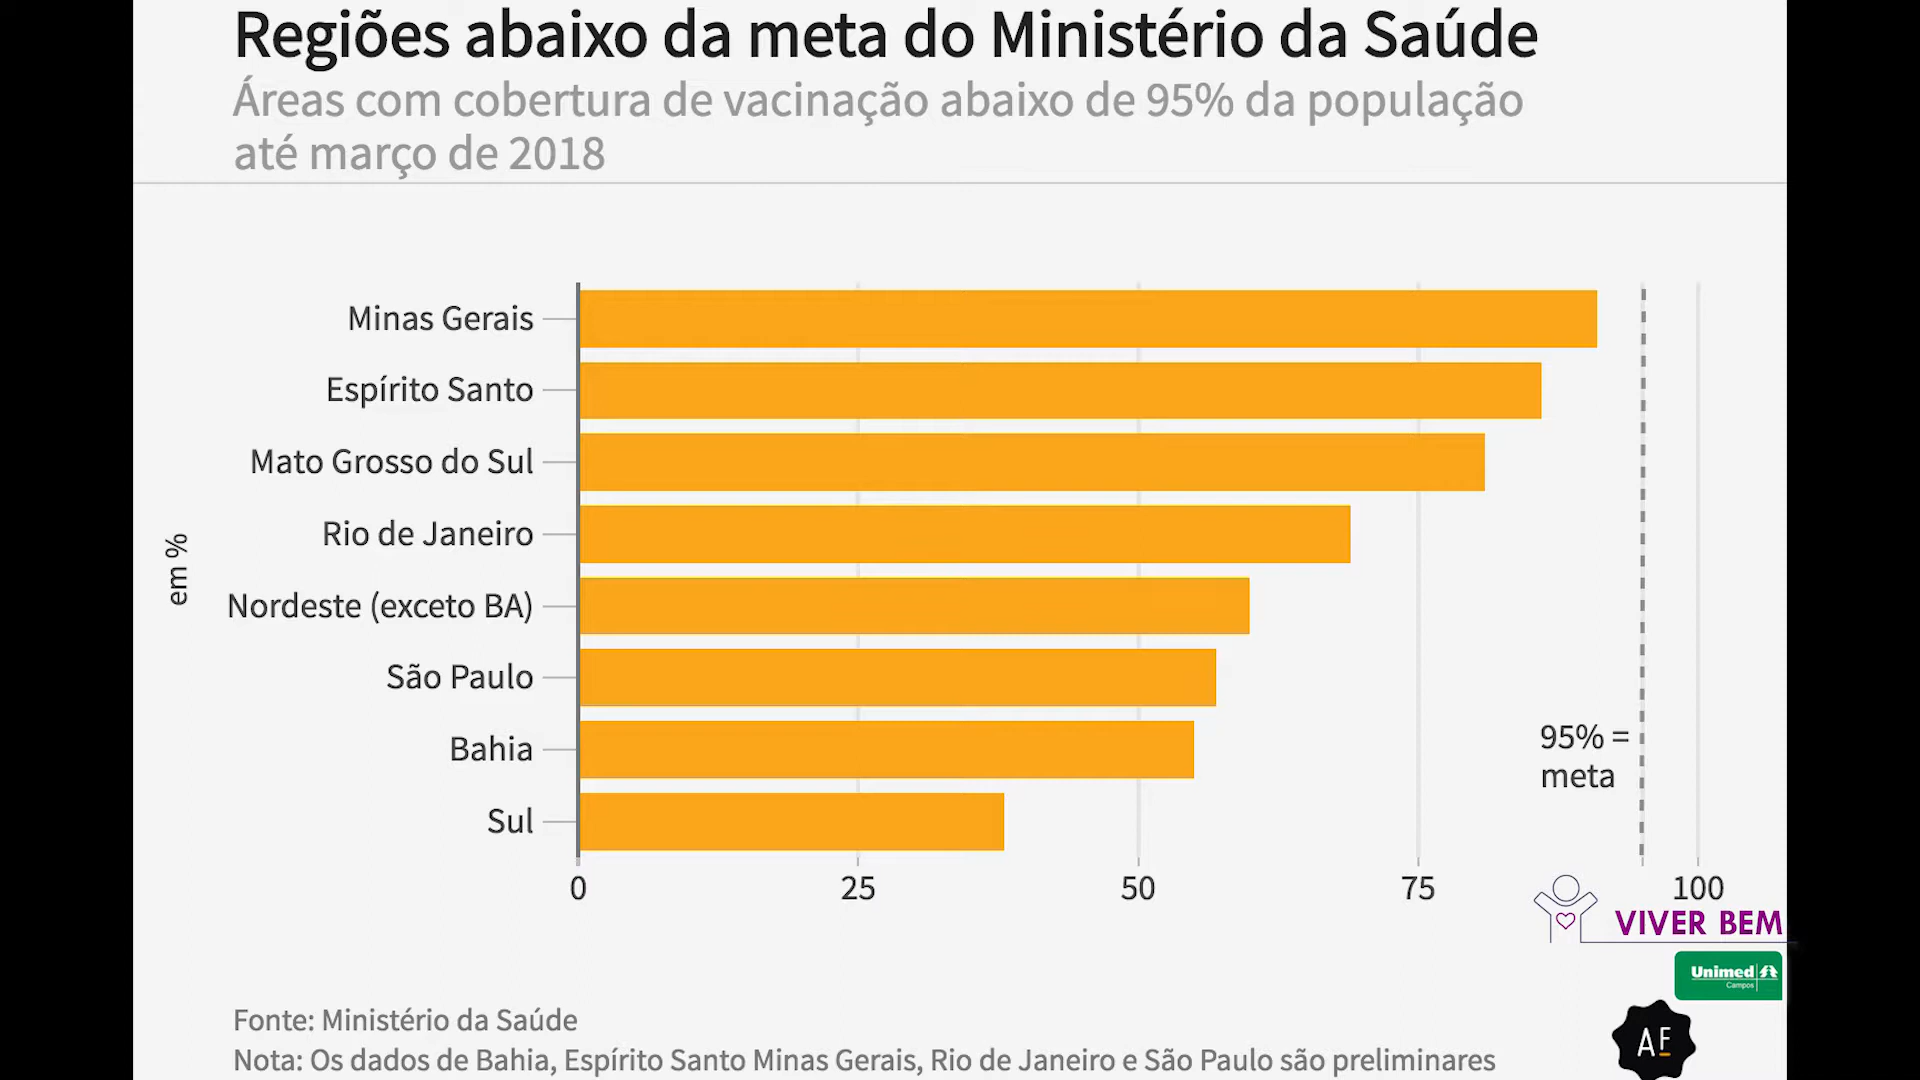 Regiões abaixo da meta do Ministério da Saúde
Áreas com cobertura de vacinação abaixo de 95% da população
até março de 2018
em %
Minas Gerais
Espírito Santo
Mato Grosso do Sul
Rio de Janeiro
Nordeste (exceto BA)
São Paulo
Bahia
Sul
95% =
meta
0 25 50 75 100
VIVER BEM
Unimed
Campos
Fonte: Ministério da Saúde
Nota: Os dados de Bahia, Espírito Santo Minas Gerais, Rio de Janeiro e São Paulo são preliminares
AF